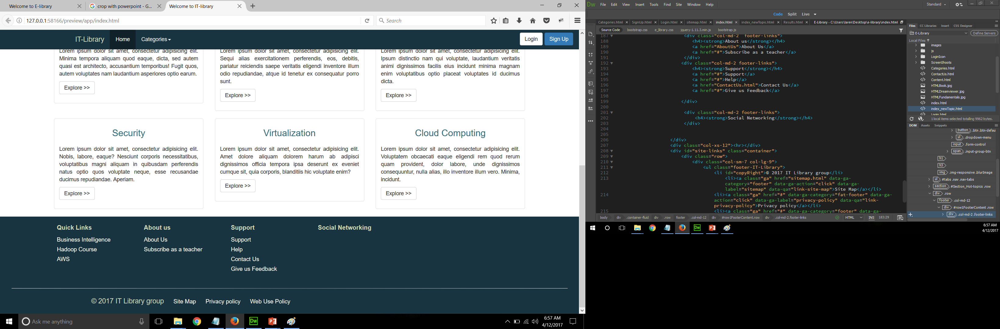 Welcome to E-library
crop with powerpoint - G...
Welcome to IT-library
127.0.0.1:58166/preview/app/index.html
Search
IT-Library
Home
Categories
Login
Sign Up
Lorem ipsum dolor sit amet, consectetur adipisicing elit.
Minima tempora aliquam quod eaque, dicta, sed autem
quasi est architecto, accusantium temporibus! Fugit quos,
autem voluptates nam laudantium asperiores optio earum.
Explore >>
Lorem ipsum dolor sit amet, consectetur adipisicing elit.
Sequi alias exercitationem perferendis, eos, debitis,
pariatur reiciendis saepe veritatis eligendi inventore illum
odio repudiandae, atque id tenetur ex consequatur porro
sunt.
Explore >>
Lorem ipsum dolor sit amet, consectetur adipisicing elit.
Ipsum distinctio nam qui voluptate, laudantium veritatis
animi dignissimos facilis eius incidunt minima magnam
enim voluptatibus optio placeat voluptates id ducimus
dicta.
Explore >>
Security
Lorem ipsum dolor sit amet, consectetur adipisicing elit.
Nobis, labore, eaque? Nesciunt corporis necessitatibus,
voluptatibus magni aliquam in quibusdam perferendis
natus optio quos voluptate neque, esse recusandae
ducimus repudiandae. Aperiam.
Explore >>
Virtualization
Lorem ipsum dolor sit amet, consectetur adipisicing elit.
Amet dolore aliquam dolorem harum ab adipisci
dignissimos officia tempora ipsa deserunt ex eveniet
cumque sit, quia corporis, blanditiis hic voluptate enim?
Explore >>
Cloud Computing
Lorem ipsum dolor sit amet, consectetur adipisicing elit.
Voluptatem obcaecati eaque eligendi rem quod rerum
quam provident, dolor labore, unde dignissimos
consequuntur, nulla alias, illo inventore illum vero. Minima,
incidunt.
Explore >>
Quick Links
Business Intelligence
Hadoop Course
AWS
About us
About Us
Subscribe as a teacher
Support
Support
Help
Contact Us
Give us Feedback
Social Networking
© 2017 IT Library group
Site Map
Privacy policy
Web Use Policy
Ask me anything
Dw
6:57 AM
4/12/2017
Dw File Edit View Insert Tools Find Site Window Help
Standard
Code Split Live
Categories.html SignUp.html Login.html sitemap.html index.html index_newTopic.html Results.html
E-Library - C:\Users\larev\Desktop\e-library\index.html
Source Code bootstrap.css e_library.css jquery-1.11.3.min.js bootstrap.js
187 <div class="col-md-2 footer-links">
188 <h4><strong>About us</strong></h4>
189 <a href="AboutUs">About Us</a>
190 <a href="#">Subscribe as a teacher</a>
191 </div>
192 <div class="col-md-2 footer-links">
193 <h4><strong>Support</strong></h4>
194 <a href="#">Support</a>
195 <a href="#">Help</a>
196 <a href="ContactUs.html">Contact Us</a>
197 <a href="#">Give us Feedback</a>
198
199 </div>
200
201 <div class="col-md-2 footer-links">
202 <h4><strong>Social Networking</strong></h4>
203 </div>
204
205
206 </div>
207 <div class="col-xs-12"><hr></div>
208 <div id="site-links" class="container">
209 <div class="row">
210 <div class="col-sm-7 col-lg-9">
211 <ul class="footer-IT-Library">
212 <li id="copyRight">© 2017 IT Library group</li>
213 <li><a class="ga" href="sitemap.html" data-ga-
category="footer" data-ga-action="click" data-ga-
label="sitemap" data-qa="link-site-map">Site Map</a></li>
214 <li><a class="ga" href="#" data-ga-category="fat-footer" data-ga-
action="click" data-ga-label="privacy-policy" data-qa="link-
privacy-policy">Privacy policy</a></li>
215 <li><a class="ga" href="#" data-ga-category="footer" data-ga-
body div .container-fluid div .row footer .col-md-12 div #row1FooterContent.row div .col-md-2.footer-links
HTML INS 183:29
Files CC Libraries Insert CSS Designer
E-Library
Define Servers
Local Files
images
js
LoginIcon
ScreenShoots
Categories.html
ContactUs.html
Content.html
HTMLBook.jpg
HTMLDreamviewer.jpg
HTMLFundamentals.jpg
index.html
index_newTopic.html
Login.html
1 local items selected totalling 9962 bytes.
DOM Assets Snippets
button .btn .btn-defau
ul .dropdown-menu
input .form-control
span .input-group-btn
h1
h3
img .img-responsive .blurImage
ul #tabs .nav .nav-tabs
section #Section_Hot-topics .row
div .row
footer .col-md-12
div #row1FooterContent .row
div .col-md-2 .footer-links
Dw
6:57 AM
4/12/2017